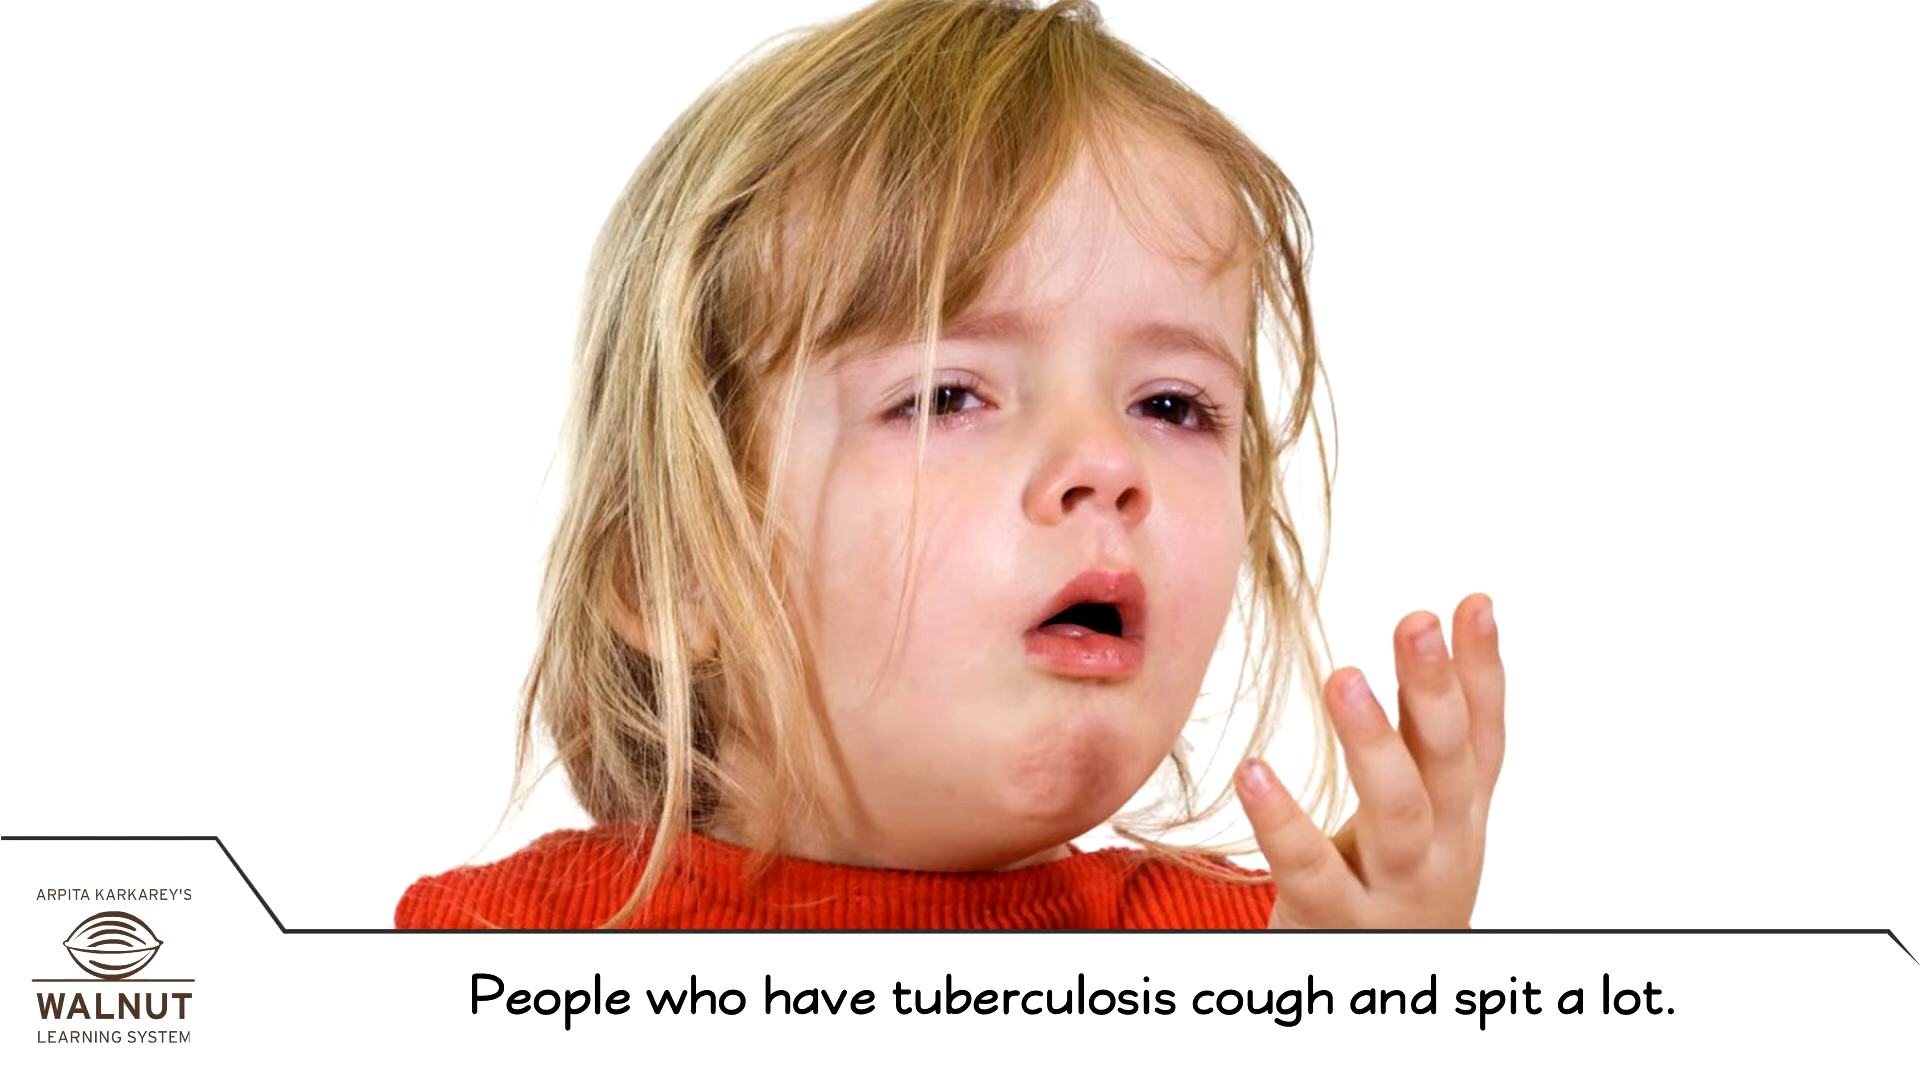 ARPITA KARKAREY'S
WALNUT
LEARNING SYSTEM
People who have tuberculosis cough and spit a lot.